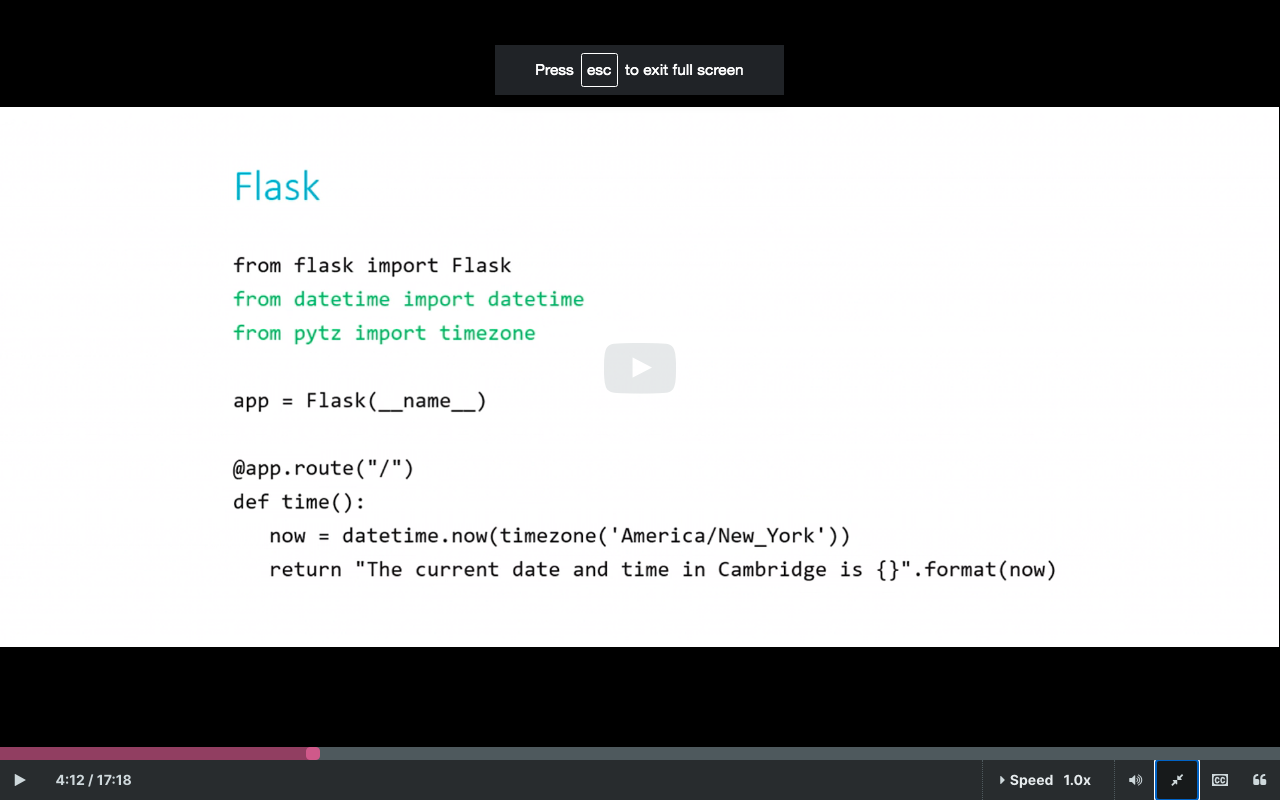 Press esc to exit full screen
Flask
from flask import Flask
from datetime import datetime
from pytz import timezone
app = Flask(__name__)
@app.route("/")
def time():
now = datetime.now(timezone('America/New_York'))
return "The current date and time in Cambridge is {}".format(now)
4:12 / 17:18
Speed 1.0x
CC